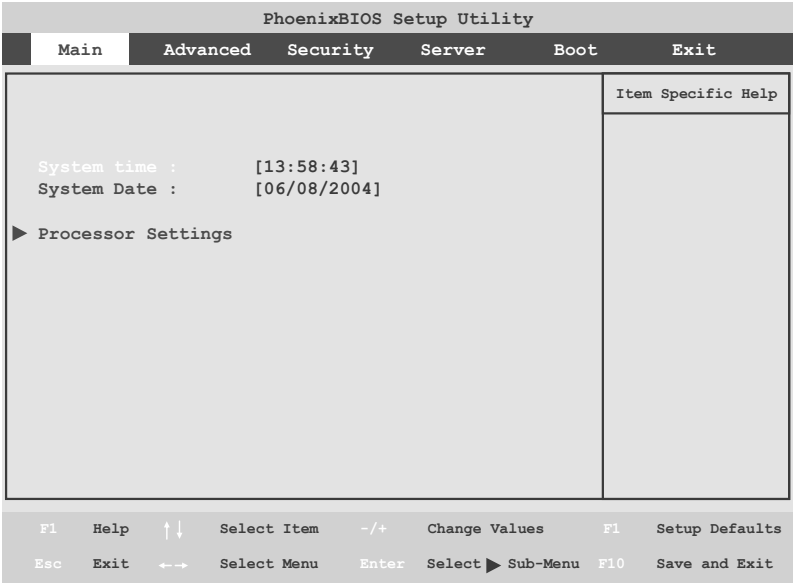 PhoenixBIOS Setup Utility
Main Advanced Security Server Boot Exit
Item Specific Help
System time : [13:58:43]
System Date : [06/08/2004]
▶ Processor Settings
F1 Help ↑↓ Select Item -/+ Change Values F1 Setup Defaults
Esc Exit ←→ Select Menu Enter Select ▶ Sub-Menu F10 Save and Exit